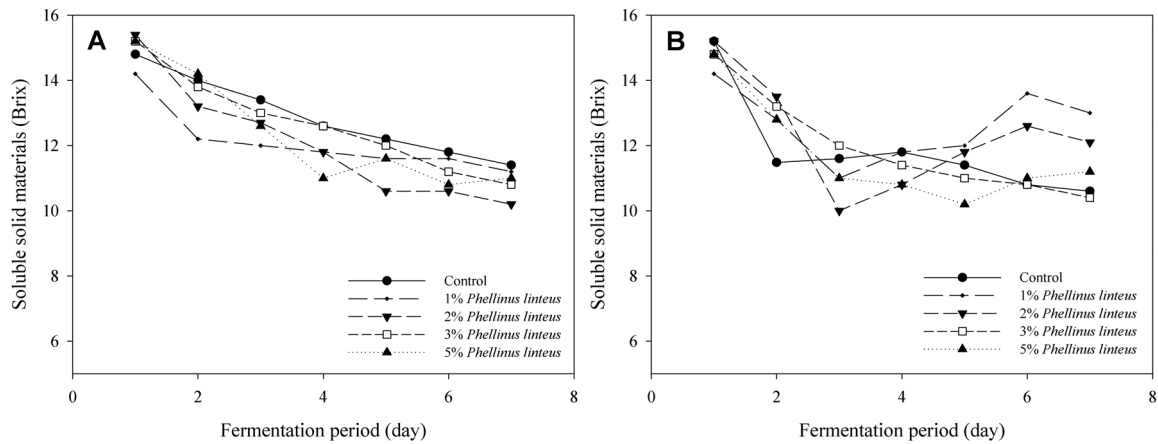 A
Soluble solid materials (Brix)
16
14
12
10
8
6
0
2
4
6
8
Fermentation period (day)
Control
1% Phellinus linteus
2% Phellinus linteus
3% Phellinus linteus
5% Phellinus linteus
B
Soluble solid materials (Brix)
16
14
12
10
8
6
0
2
4
6
8
Fermentation period (day)
Control
1% Phellinus linteus
2% Phellinus linteus
3% Phellinus linteus
5% Phellinus linteus